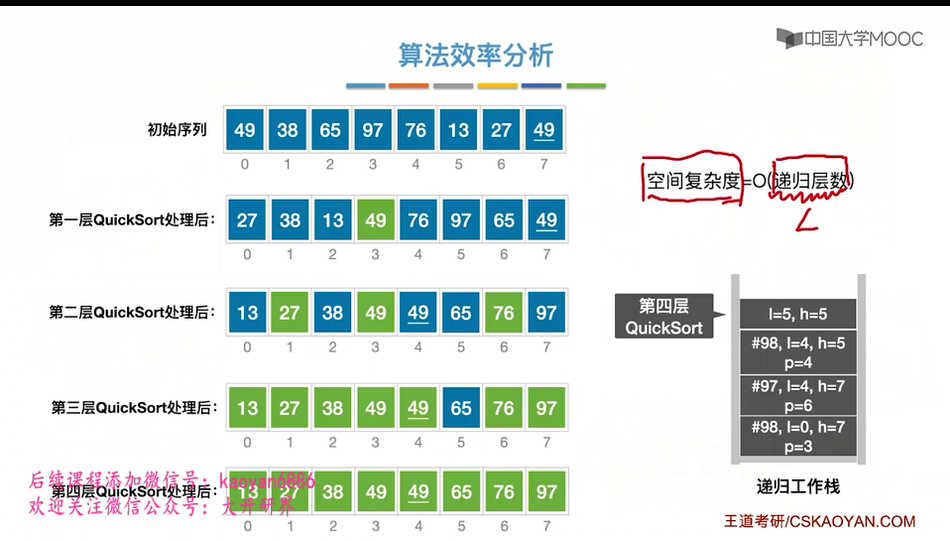 中国大学MOOC
算法效率分析
初始序列 49 38 65 97 76 13 27 49
0 1 2 3 4 5 6 7
空间复杂度=O(递归层数)
L
第一层QuickSort处理后： 27 38 13 49 76 97 65 49
0 1 2 3 4 5 6 7
第二层QuickSort处理后： 13 27 38 49 49 65 76 97
0 1 2 3 4 5 6 7
第三层QuickSort处理后： 13 27 38 49 49 65 76 97
0 1 2 3 4 5 6 7
第四层QuickSort处理后： 13 27 38 49 49 65 76 97
0 1 2 3 4 5 6 7
第四层
QuickSort
l=5, h=5
#98, l=4, h=5
p=4
#97, l=4, h=7
p=6
#98, l=0, h=7
p=3
递归工作栈
后续课程添加微信号：kaoyan6886
欢迎关注微信公众号：大开研界
王道考研/CSKAOYAN.COM